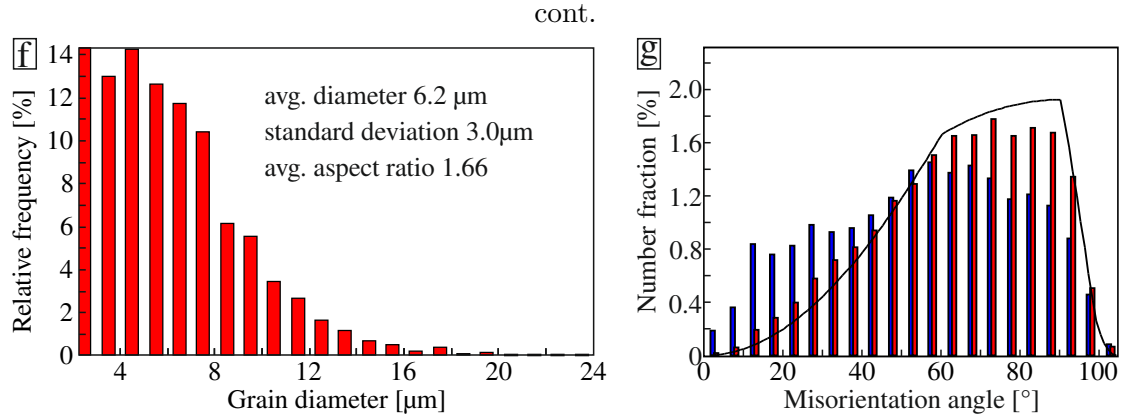 cont.
f
14
12
10
8
6
4
2
0
Relative frequency [%]
avg. diameter 6.2 µm
standard deviation 3.0µm
avg. aspect ratio 1.66
4
8
12
16
20
24
Grain diameter [µm]
g
2.0
1.6
1.2
0.8
0.4
0
Number fraction [%]
20
40
60
80
100
Misorientation angle [°]